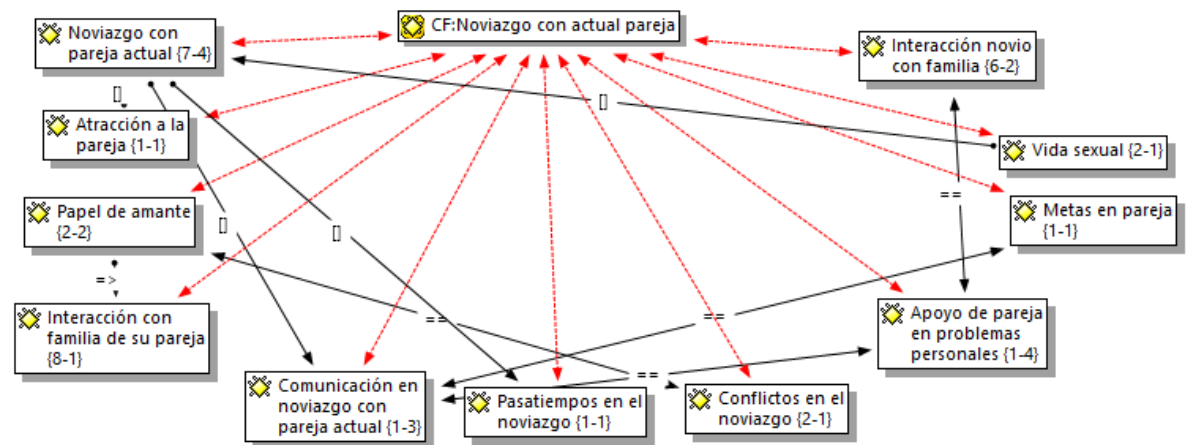 CF:Noviazgo con actual pareja
Noviazgo con
pareja actual {7-4}
Interacción novio
con familia {6-2}
[]
[]
Atracción a la
pareja {1-1}
Vida sexual {2-1}
==
Papel de amante
{2-2}
[]
[]
Metas en pareja
{1-1}
=>
Interacción con
familia de su pareja
{8-1}
==
==
Apoyo de pareja
en problemas
personales {1-4}
==
Comunicación en
noviazgo con
pareja actual {1-3}
Pasatiempos en el
noviazgo {1-1}
Conflictos en el
noviazgo {2-1}